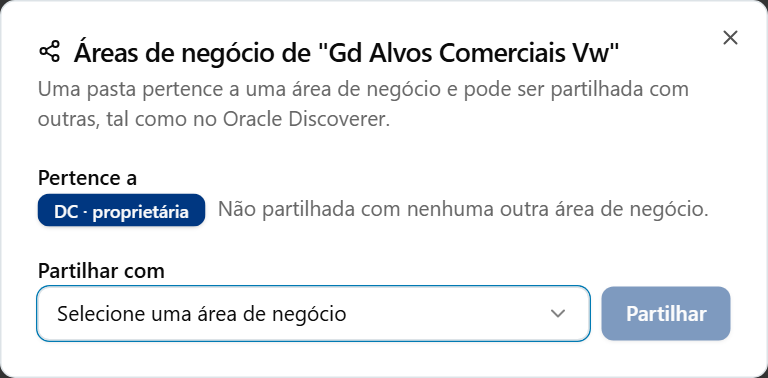 Áreas de negócio de "Gd Alvos Comerciais Vw"
Uma pasta pertence a uma área de negócio e pode ser partilhada com
outras, tal como no Oracle Discoverer.
Pertence a
DC · proprietária Não partilhada com nenhuma outra área de negócio.
Partilhar com
Selecione uma área de negócio Partilhar